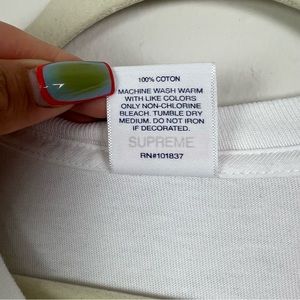 100% COTON
MACHINE WASH WARM
WITH LIKE COLORS
ONLY NON-CHLORINE
BLEACH. TUMBLE DRY
MEDIUM. DO NOT IRON
IF DECORATED.
SUPREME
RN#101837